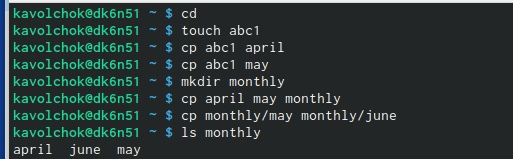 kavolchok@dk6n51 ~ $ cd
kavolchok@dk6n51 ~ $ touch abc1
kavolchok@dk6n51 ~ $ cp abc1 april
kavolchok@dk6n51 ~ $ cp abc1 may
kavolchok@dk6n51 ~ $ mkdir monthly
kavolchok@dk6n51 ~ $ cp april may monthly
kavolchok@dk6n51 ~ $ cp monthly/may monthly/june
kavolchok@dk6n51 ~ $ ls monthly
april  june  may